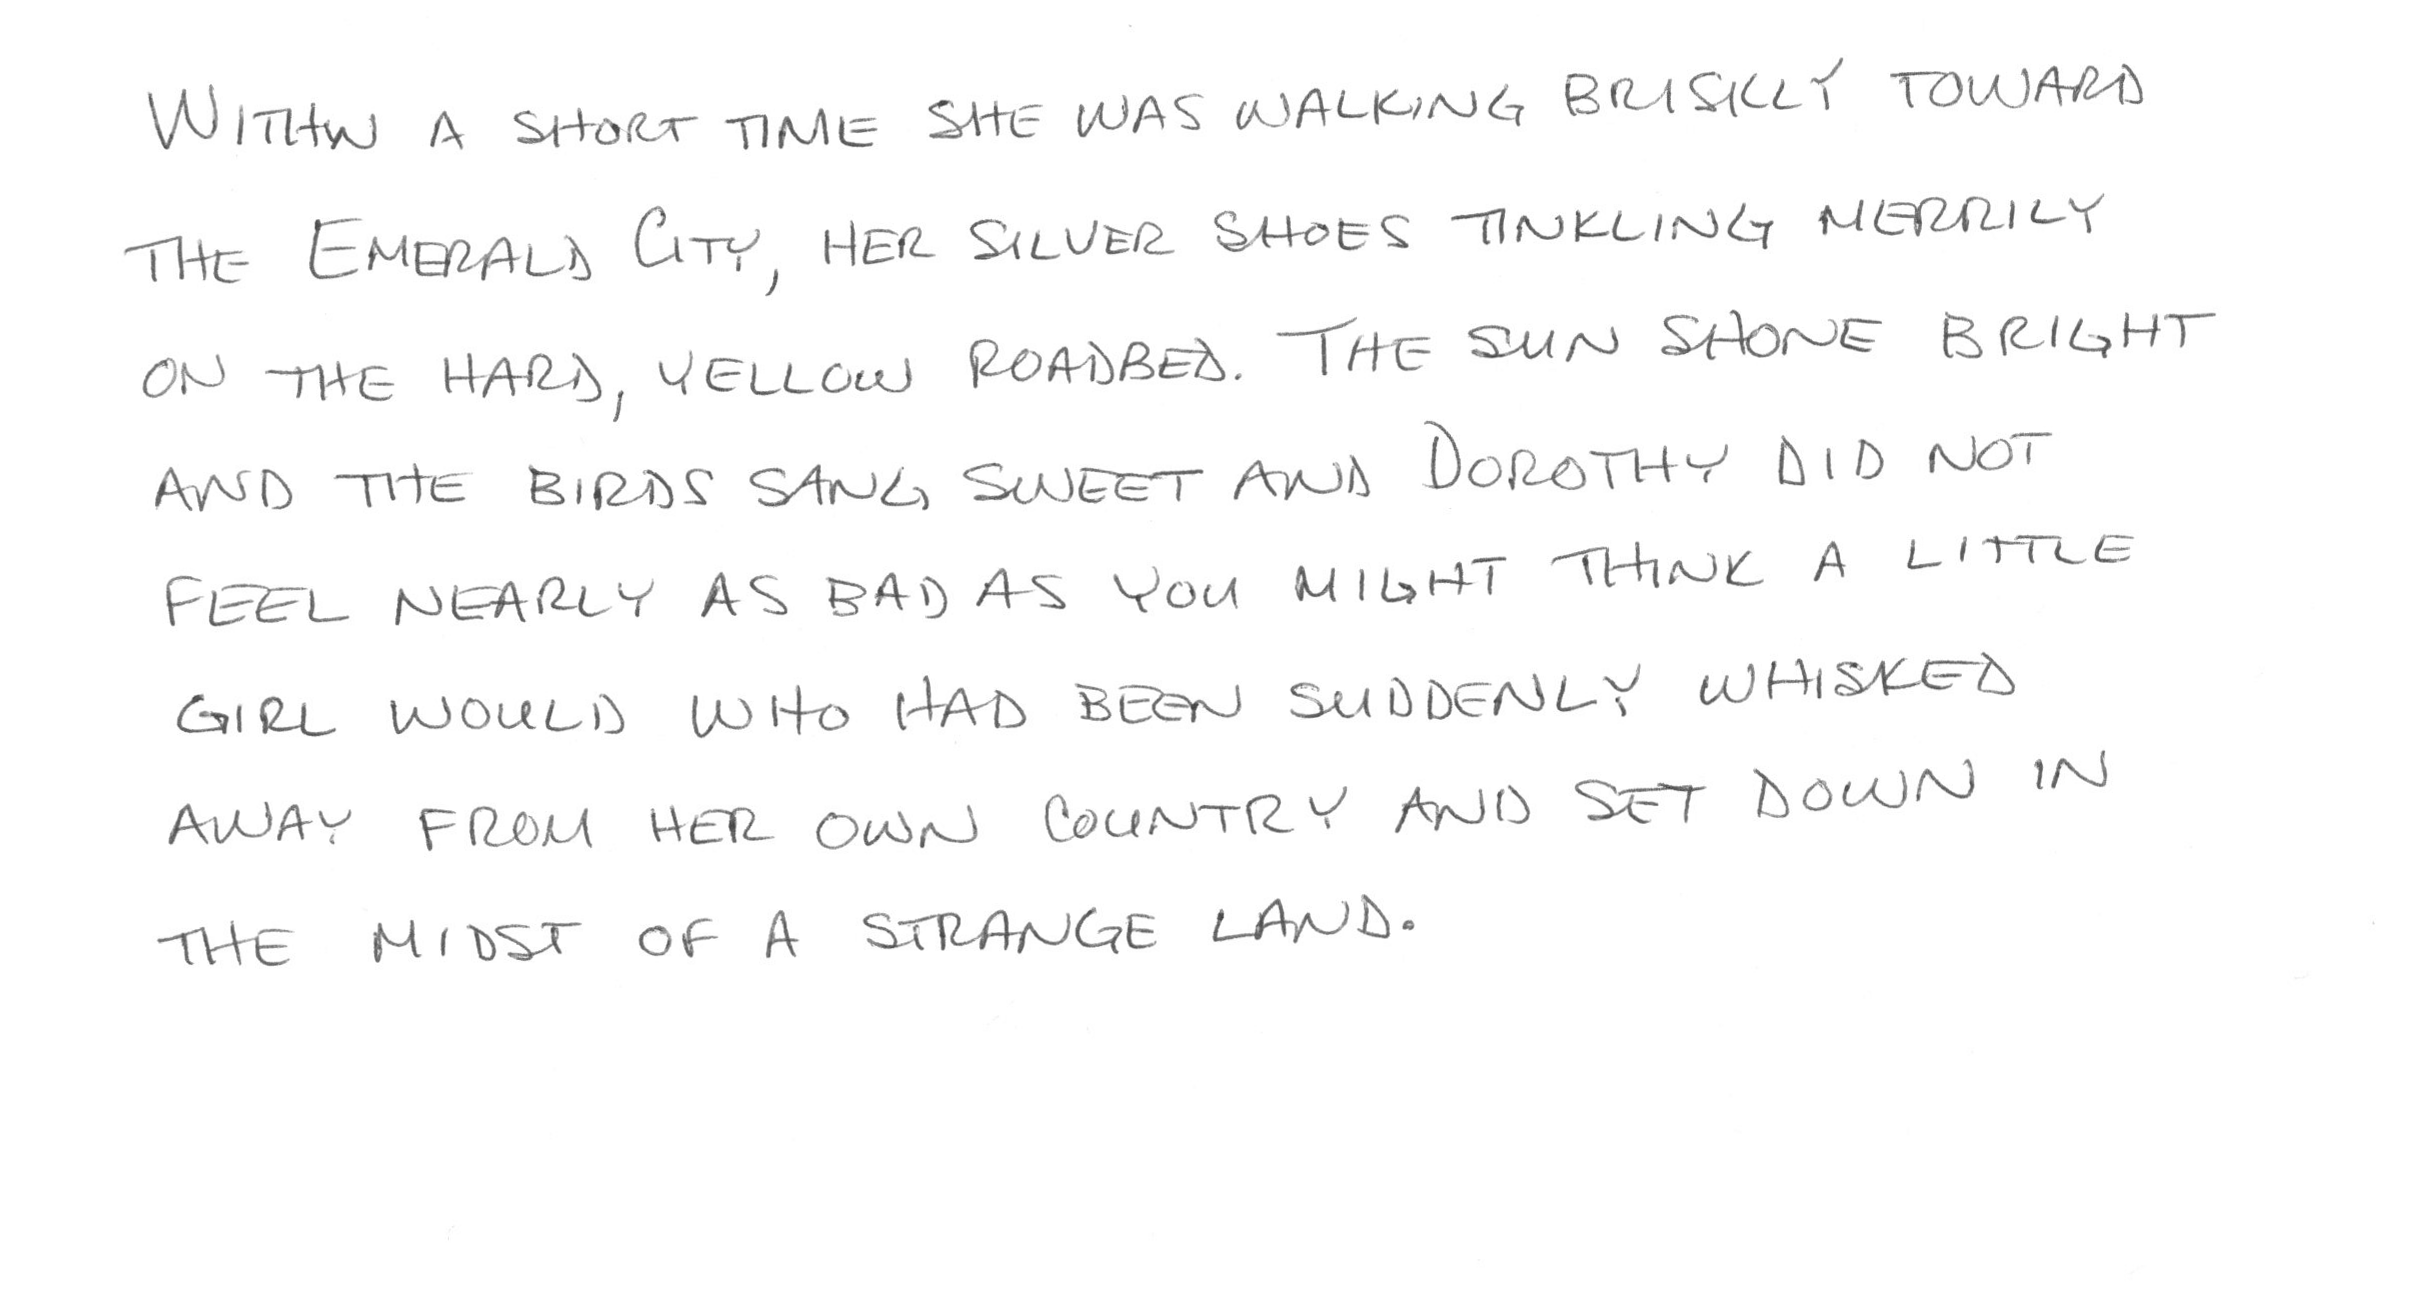 WITHIN A SHORT TIME SHE WAS WALKING BRISKLY TOWARD
THE EMERALD CITY, HER SILVER SHOES TINKLING MERRILY
ON THE HARD, YELLOW ROADBED. THE SUN SHONE BRIGHT
AND THE BIRDS SANG SWEET AND DOROTHY DID NOT
FEEL NEARLY AS BAD AS YOU MIGHT THINK A LITTLE
GIRL WOULD WHO HAD BEEN SUDDENLY WHISKED
AWAY FROM HER OWN COUNTRY AND SET DOWN IN
THE MIDST OF A STRANGE LAND.